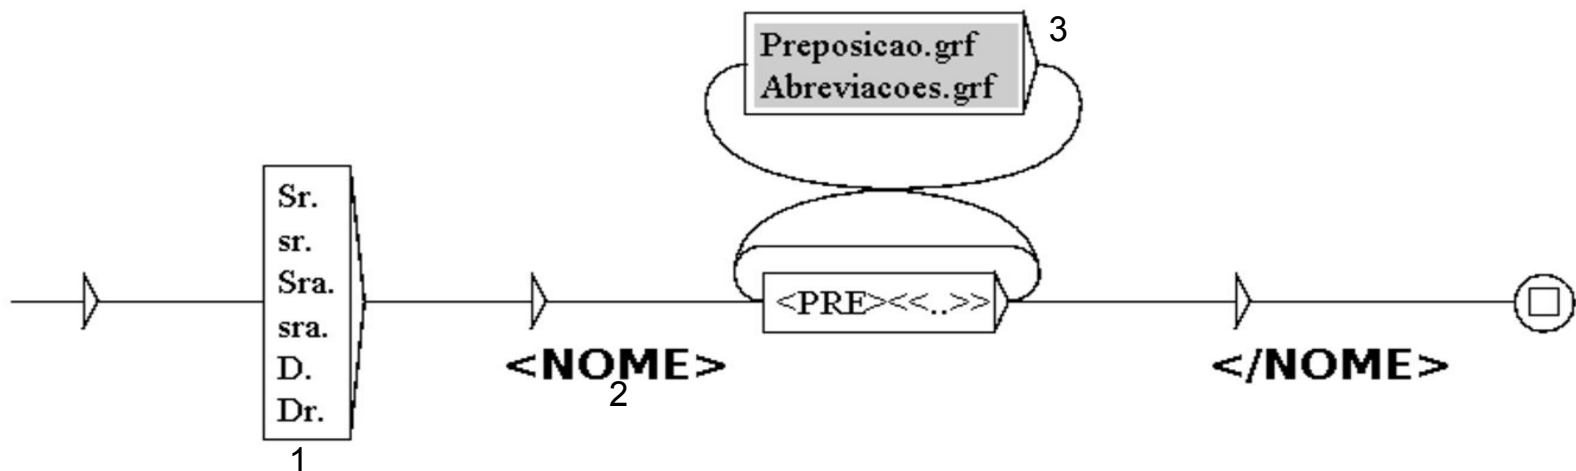 Preposicao.grf
Abreviacoes.grf
3
Sr.
sr.
Sra.
sra.
D.
Dr.
1
<NOME>
2
<PRE><<..>>
</NOME>